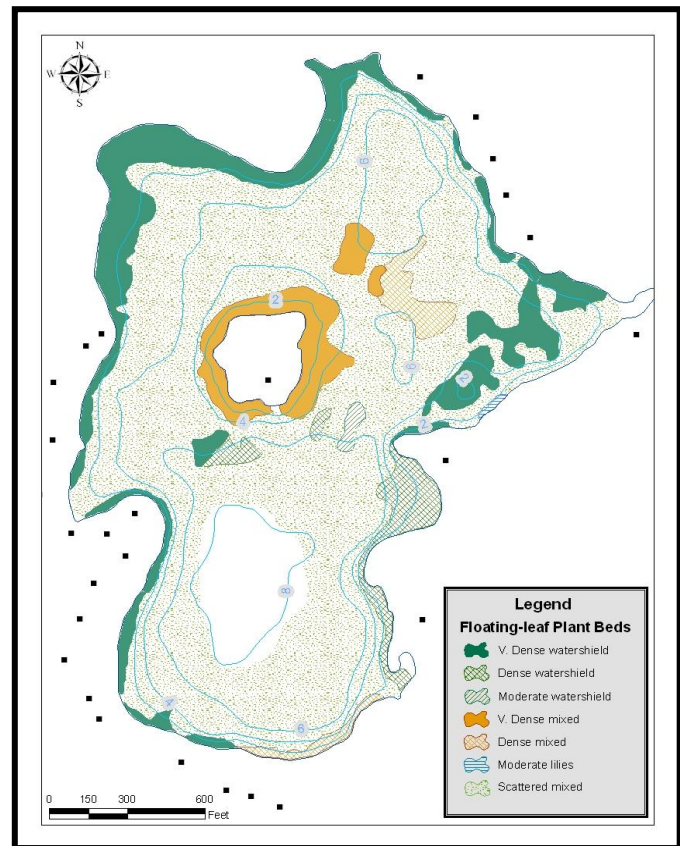 N
W E
S
6
2
6
2
2
4
8
4
6
Legend
Floating-leaf Plant Beds
V. Dense watershield
Dense watershield
Moderate watershield
V. Dense mixed
Dense mixed
Moderate lilies
Scattered mixed
0 150 300 600
Feet